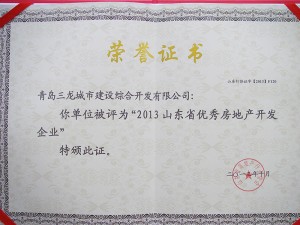 荣誉证书
青岛三龙城市建设综合开发有限公司:
你单位被评为“2013山东省优秀房地产开发
企业”
特颁此证。